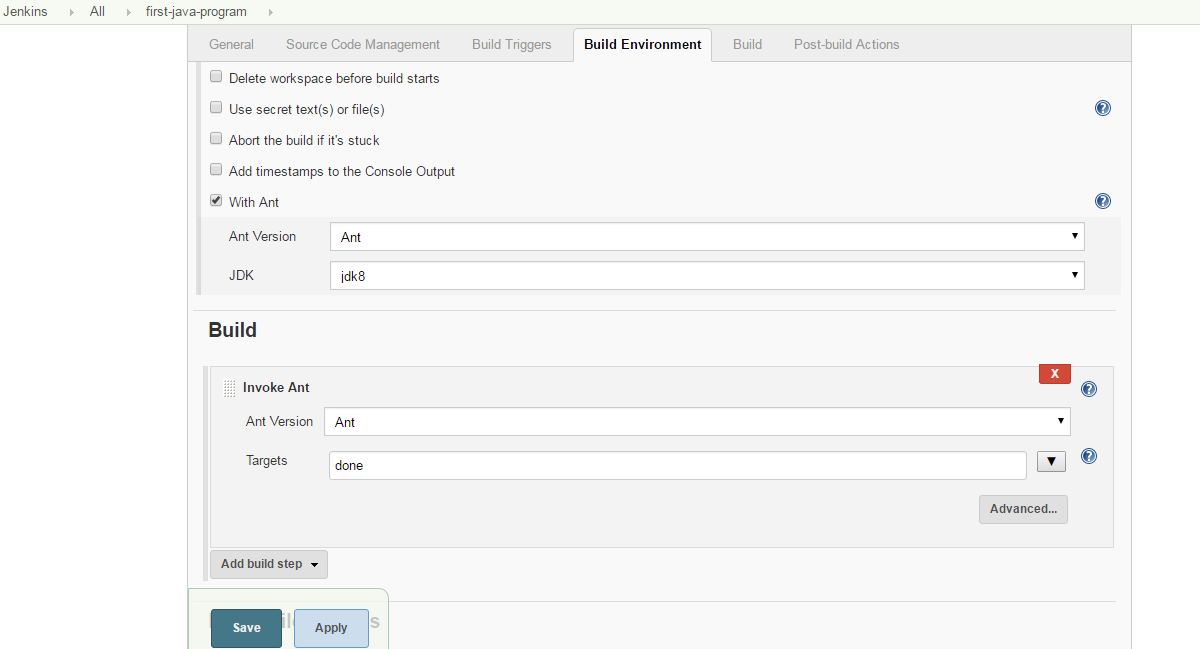 Jenkins All first-java-program
General Source Code Management Build Triggers Build Environment Build Post-build Actions
Delete workspace before build starts
Use secret text(s) or file(s)
?
Abort the build if it's stuck
Add timestamps to the Console Output
With Ant
?
Ant Version Ant
JDK jdk8
Build
X
Invoke Ant
?
Ant Version Ant
Targets done
?
Advanced...
Add build step
Save Apply